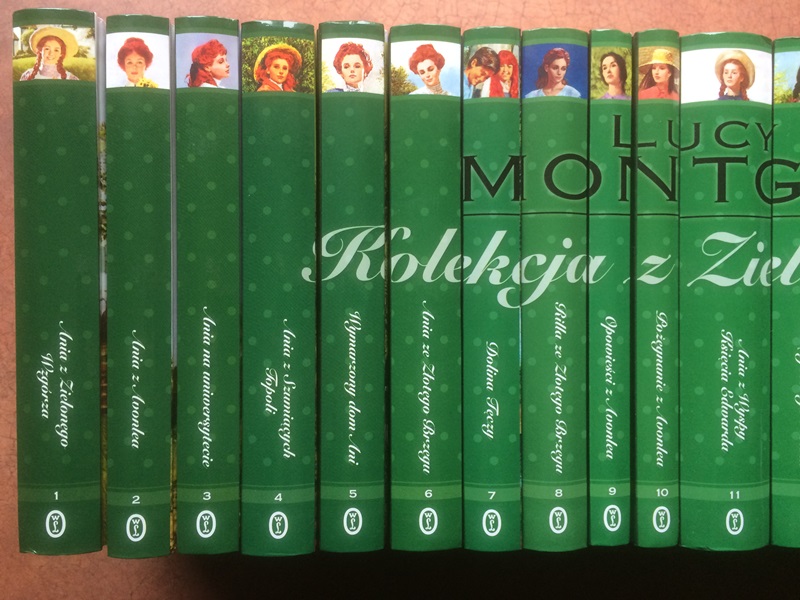 LUCY
MONTG
Kolekcja z Ziel
Ania z Zielonego
Wzgórza
1
Ania z Avonlea
2
Ania na uniwersytecie
3
Ania z Szumiących
Topoli
4
Wymarzony dom Ani
5
Ania ze Złotego Brzegu
6
Dolina Tęczy
7
Rilla ze Złotego Brzegu
8
Opowieści z Avonlea
9
Pożegnanie z Avonlea
10
Ania z Wyspy
Księcia Edwarda
11